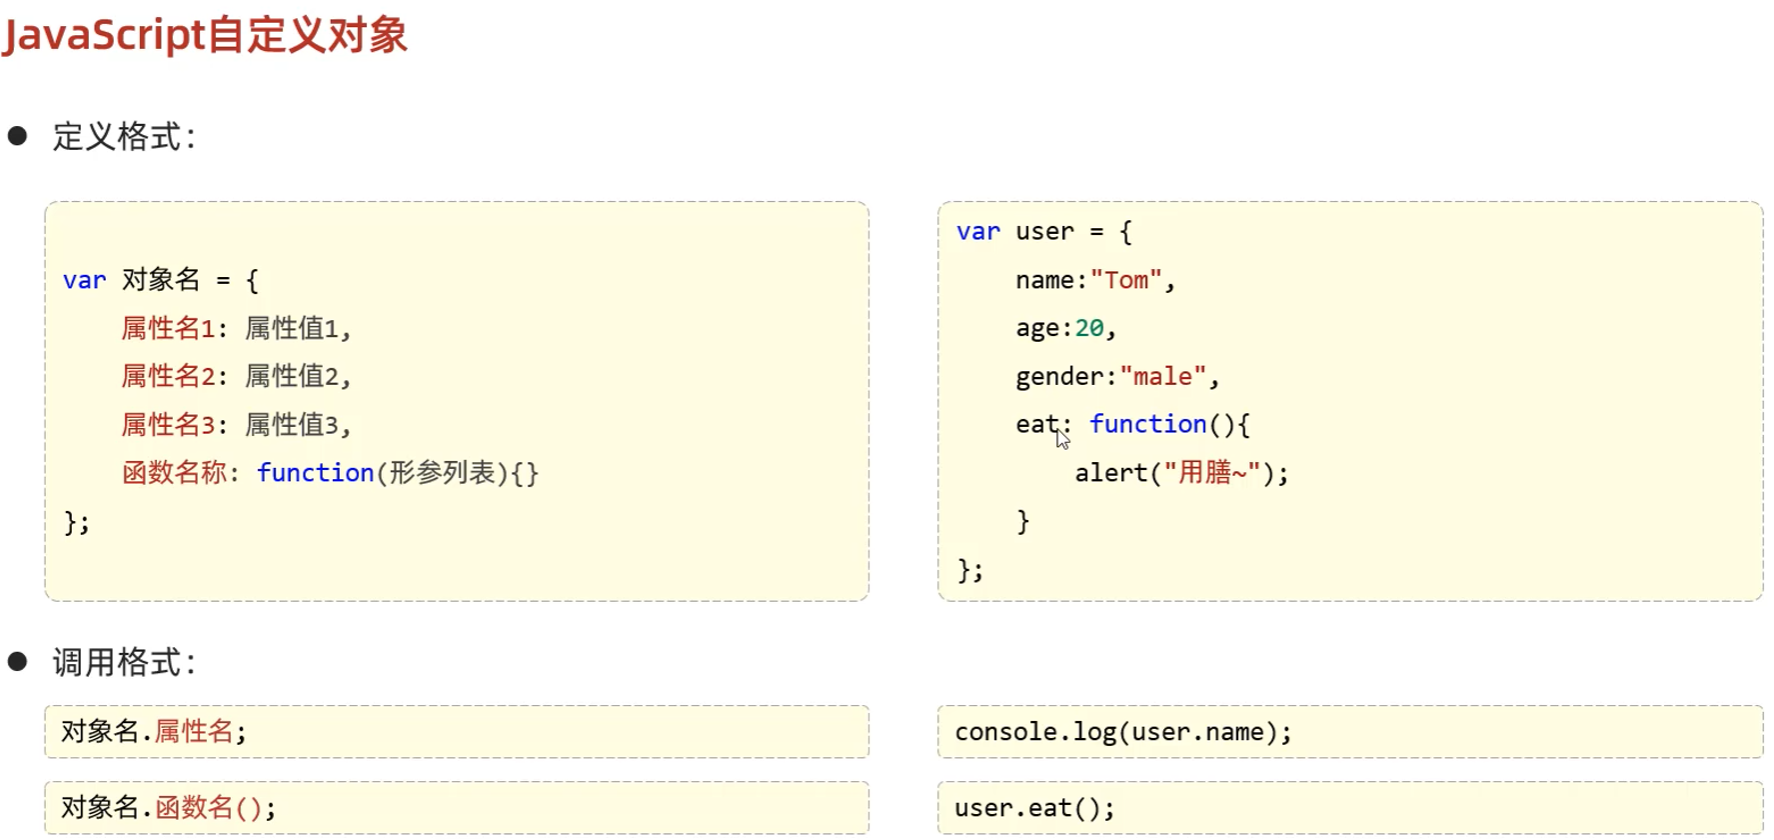 JavaScript自定义对象
● 定义格式：
var 对象名 = {
    属性名1: 属性值1,
    属性名2: 属性值2,
    属性名3: 属性值3,
    函数名称: function(形参列表){}
};
var user = {
    name:"Tom",
    age:20,
    gender:"male",
    eat: function(){
        alert("用膳~");
    }
};
● 调用格式：
对象名.属性名;
console.log(user.name);
对象名.函数名();
user.eat();